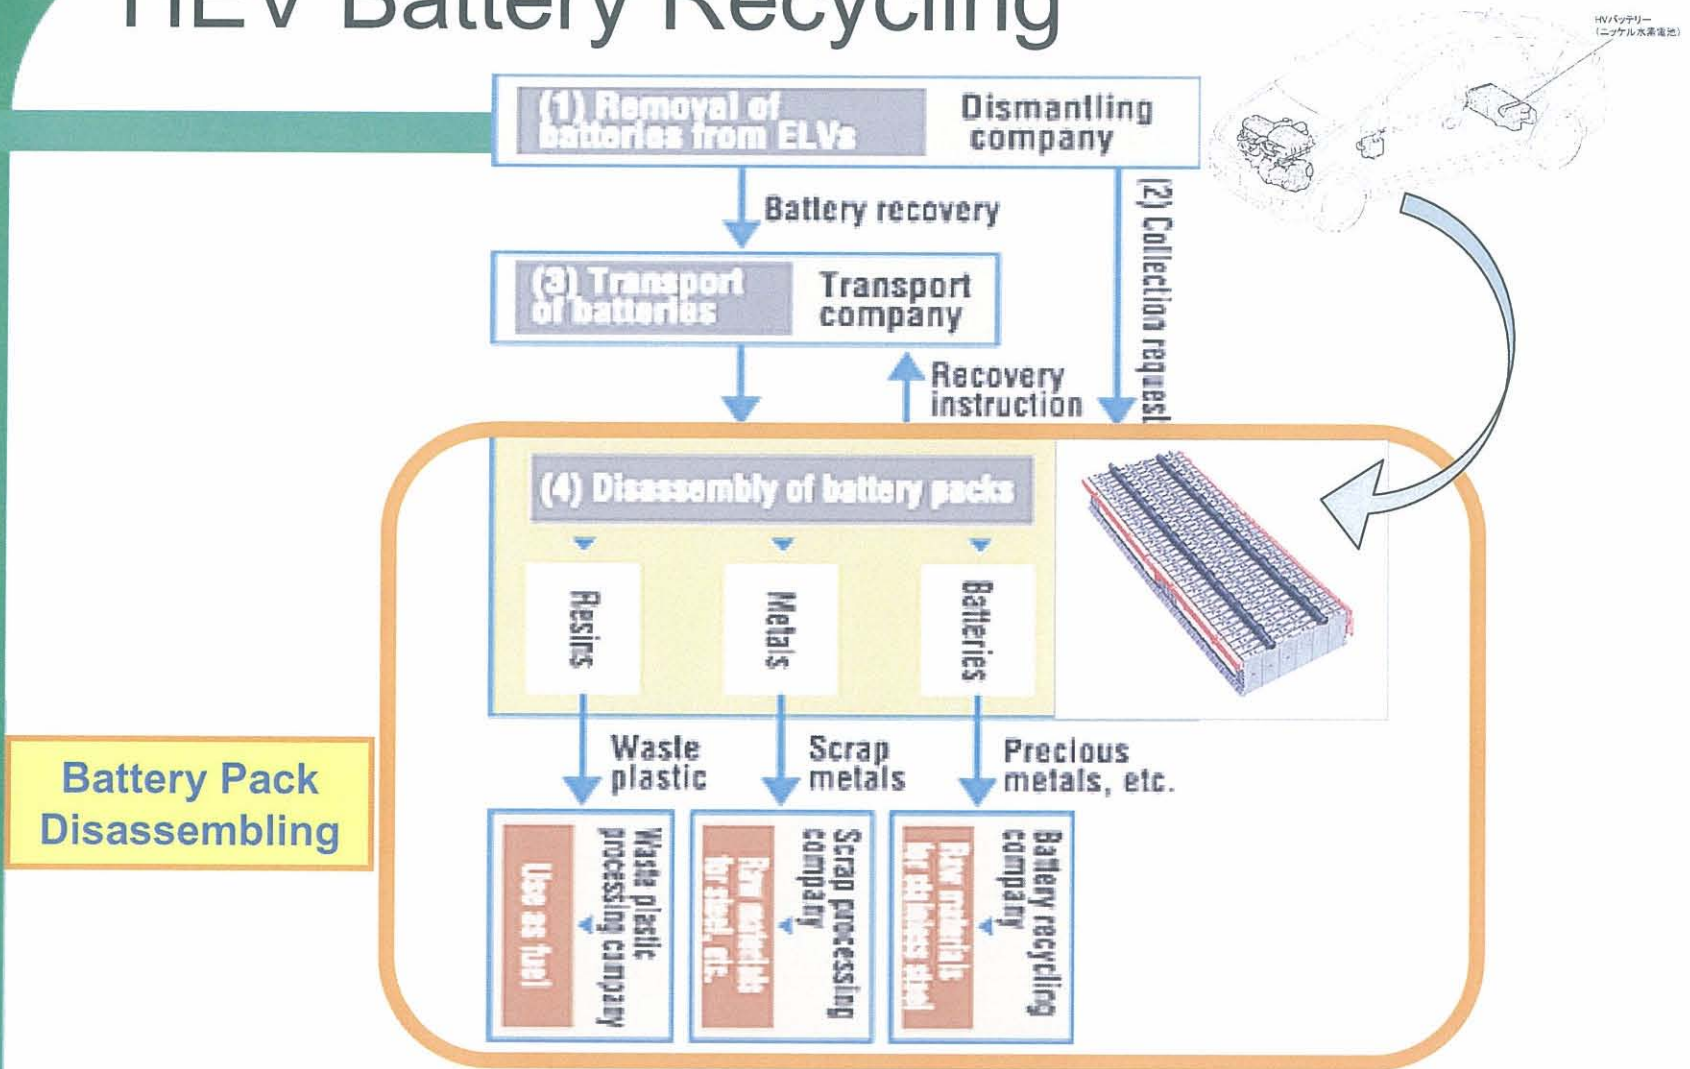 HEV Battery Recycling
HVバッテリー
(ニッケル水素電池)
(1) Removal of
batteries from ELVs
Dismantling
company
Battery recovery
(2) Collection request
(3) Transport
of batteries
Transport
company
Recovery
instruction
(4) Disassembly of battery packs
Resins
Metals
Batteries
Waste
plastic
Scrap
metals
Precious
metals, etc.
Battery Pack
Disassembling
Waste plastic
processing company
Use as fuel
Scrap processing
company
Raw materials
for steel, etc.
Battery recycling
company
Raw materials
for stainless steel